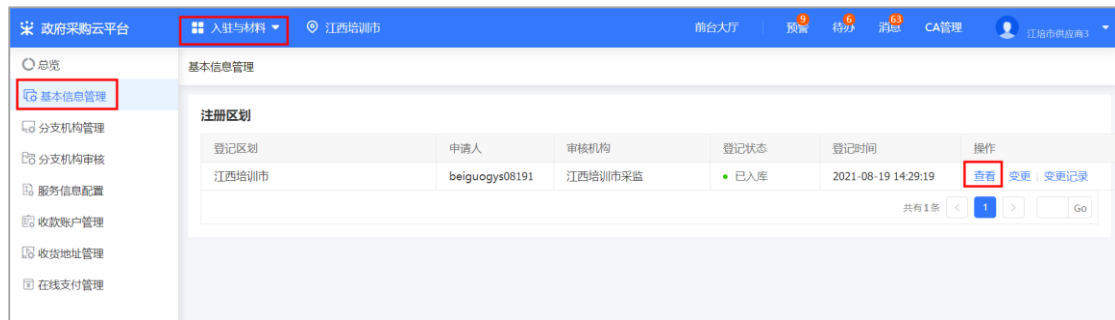 政府采购云平台 入驻与材料 江西培训市 前台大厅 预警 9 待办 6 消息 63 CA管理 江培市供应商3
总览
基本信息管理
分支机构管理
分支机构审核
服务信息配置
收款账户管理
收货地址管理
在线支付管理
基本信息管理
注册区划
登记区划 申请人 审核机构 登记状态 登记时间 操作
江西培训市 beiguogys08191 江西培训市采监 已入库 2021-08-19 14:29:19 查看 变更 变更记录
共有1条 < 1 > Go